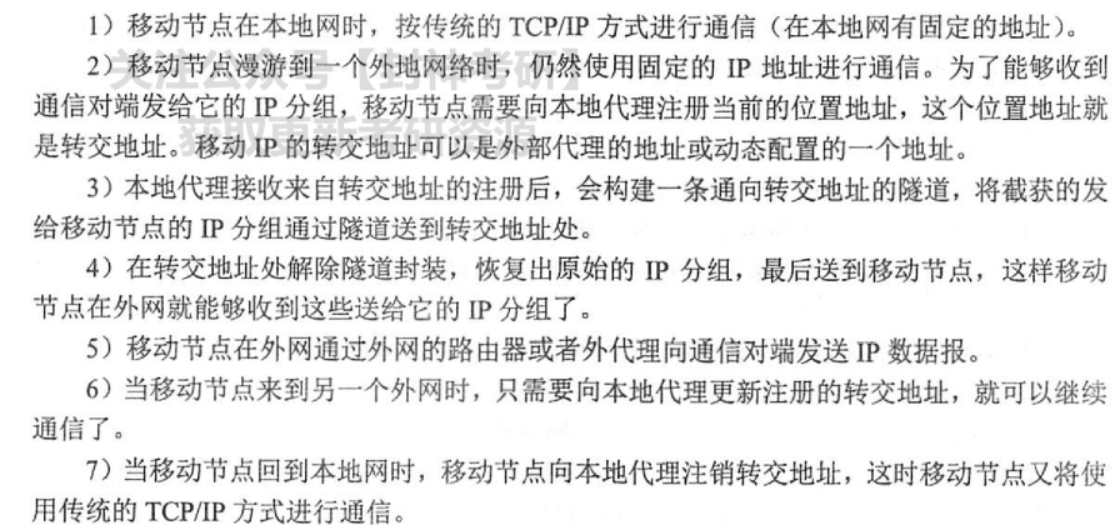 1）移动节点在本地网时，按传统的 TCP/IP 方式进行通信（在本地网有固定的地址）。
2）移动节点漫游到一个外地网络时，仍然使用固定的 IP 地址进行通信。为了能够收到
通信对端发给它的 IP 分组，移动节点需要向本地代理注册当前的位置地址，这个位置地址就
是转交地址。移动 IP 的转交地址可以是外部代理的地址或动态配置的一个地址。
3）本地代理接收来自转交地址的注册后，会构建一条通向转交地址的隧道，将截获的发
给移动节点的 IP 分组通过隧道送到转交地址处。
4）在转交地址处解除隧道封装，恢复出原始的 IP 分组，最后送到移动节点，这样移动
节点在外网就能够收到这些送给它的 IP 分组了。
5）移动节点在外网通过外网的路由器或者外代理向通信对端发送 IP 数据报。
6）当移动节点来到另一个外网时，只需要向本地代理更新注册的转交地址，就可以继续
通信了。
7）当移动节点回到本地网时，移动节点向本地代理注销转交地址，这时移动节点又将使
用传统的 TCP/IP 方式进行通信。
关注公众号【封神考研】
获取更新考研资源